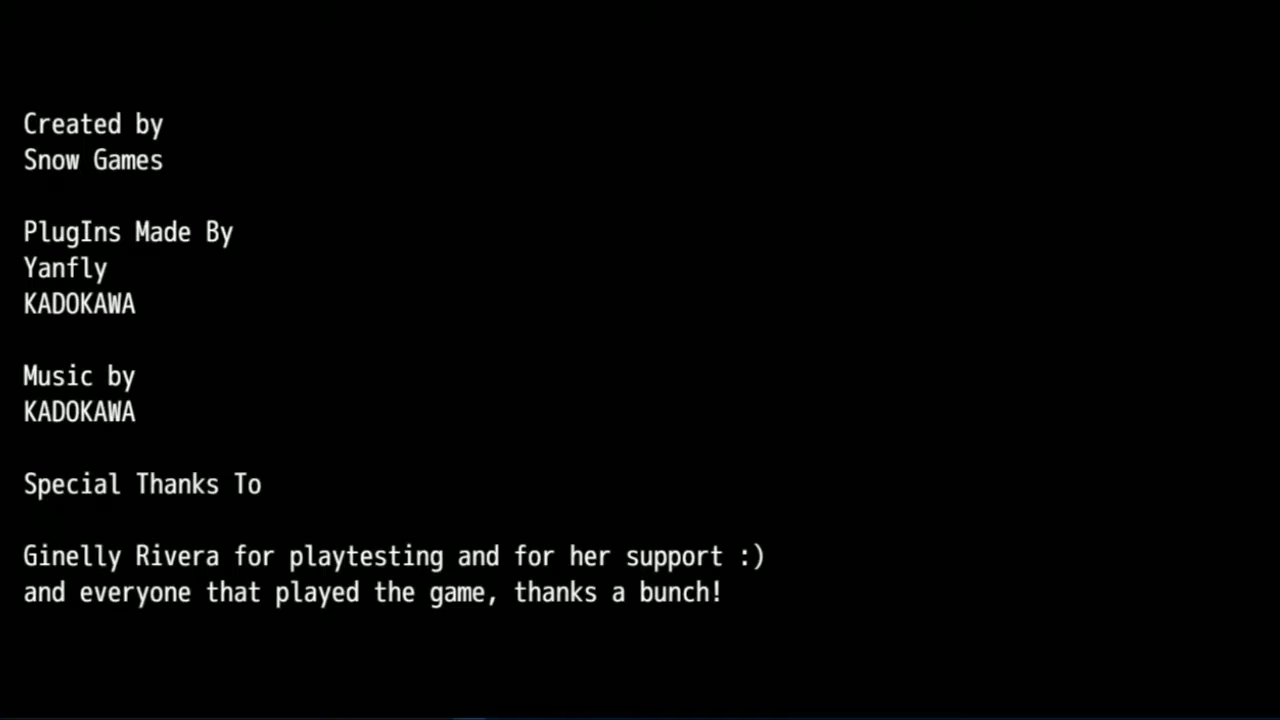 Created by
Snow Games
PlugIns Made By
Yanfly
KADOKAWA
Music by
KADOKAWA
Special Thanks To
Ginelly Rivera for playtesting and for her support :)
and everyone that played the game, thanks a bunch!